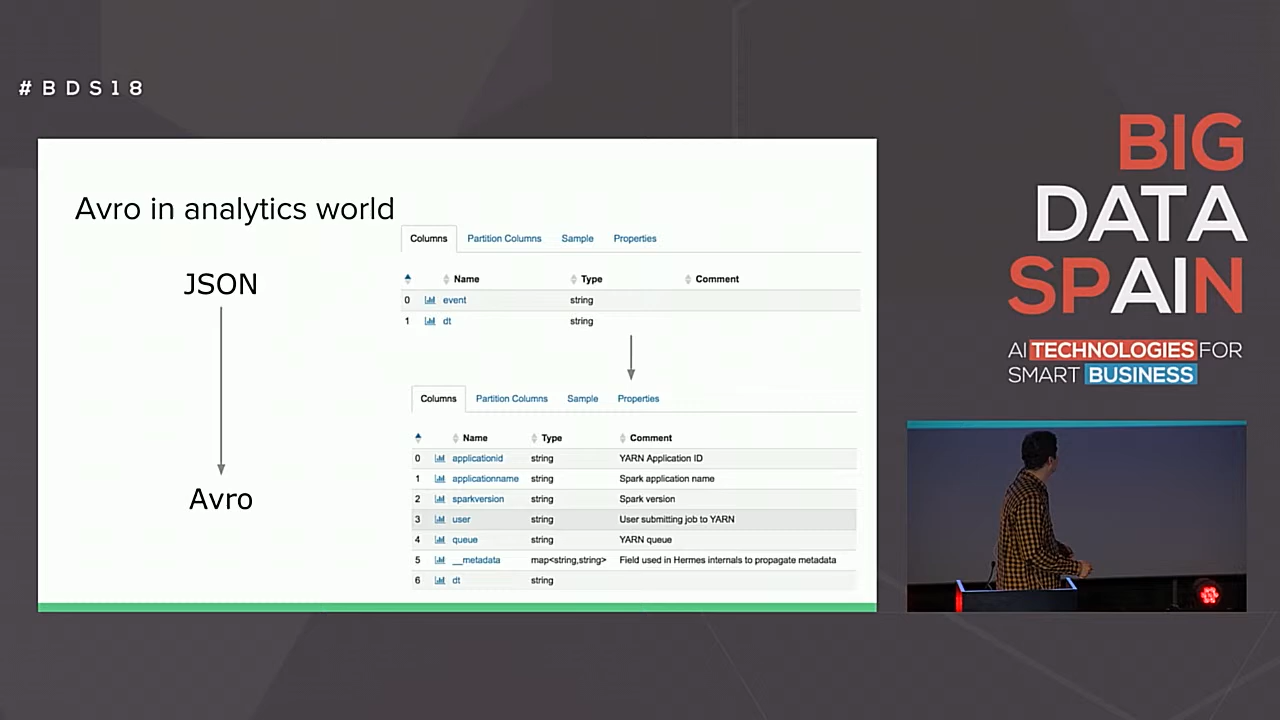 #BDS18
Avro in analytics world
JSON
Avro
Columns Partition Columns Sample Properties
Name Type Comment
0 event string
1 dt string
Columns Partition Columns Sample Properties
Name Type Comment
0 applicationid string YARN Application ID
1 applicationname string Spark application name
2 sparkversion string Spark version
3 user string User submitting job to YARN
4 queue string YARN queue
5 __metadata map<string,string> Field used in Hermes internals to propagate metadata
6 dt string
BIG
DATA
SPAIN
AI TECHNOLOGIES FOR
SMART BUSINESS